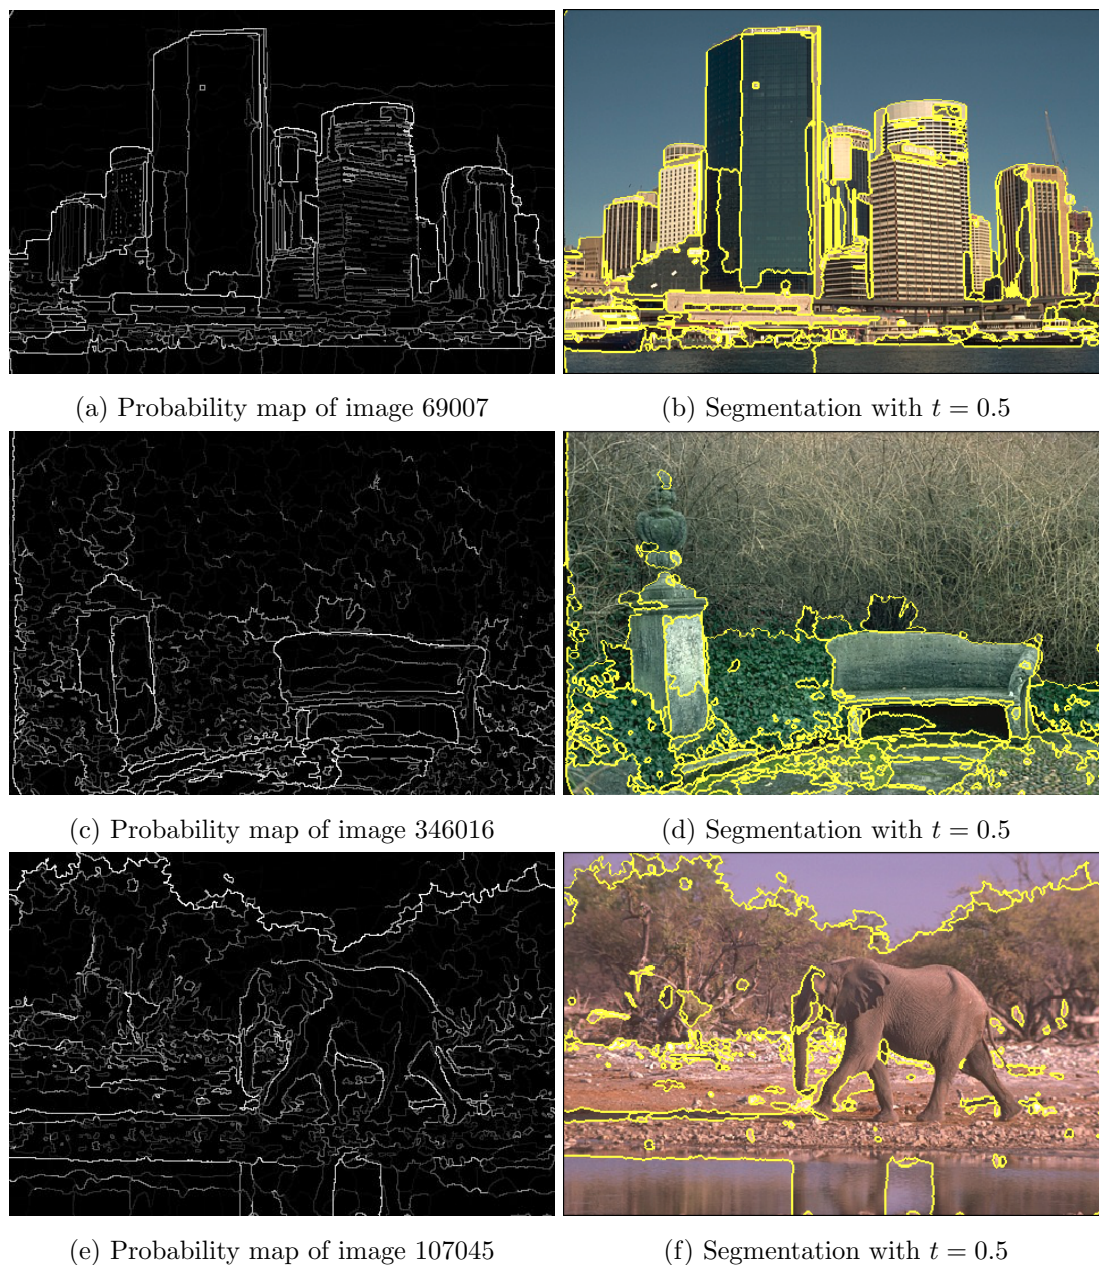 (a) Probability map of image 69007
(b) Segmentation with t = 0.5
(c) Probability map of image 346016
(d) Segmentation with t = 0.5
(e) Probability map of image 107045
(f) Segmentation with t = 0.5